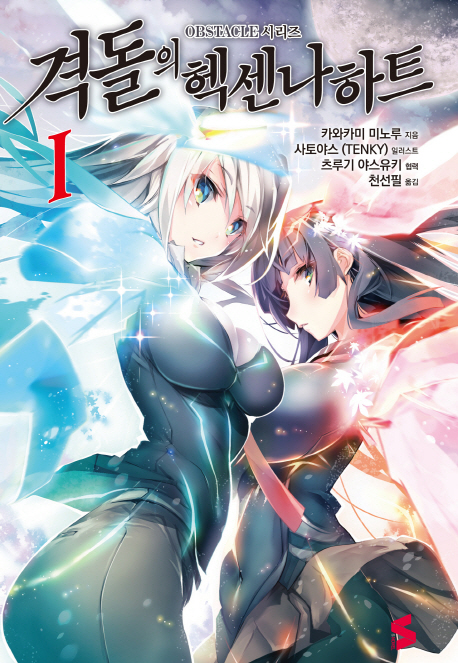 OBSTACLE 시리즈
격돌의 헥센나하트
I
카와카미 미노루 지음
사토야스 (TENKY) 일러스트
츠루기 야스유키 협력
천선필 옮김
S